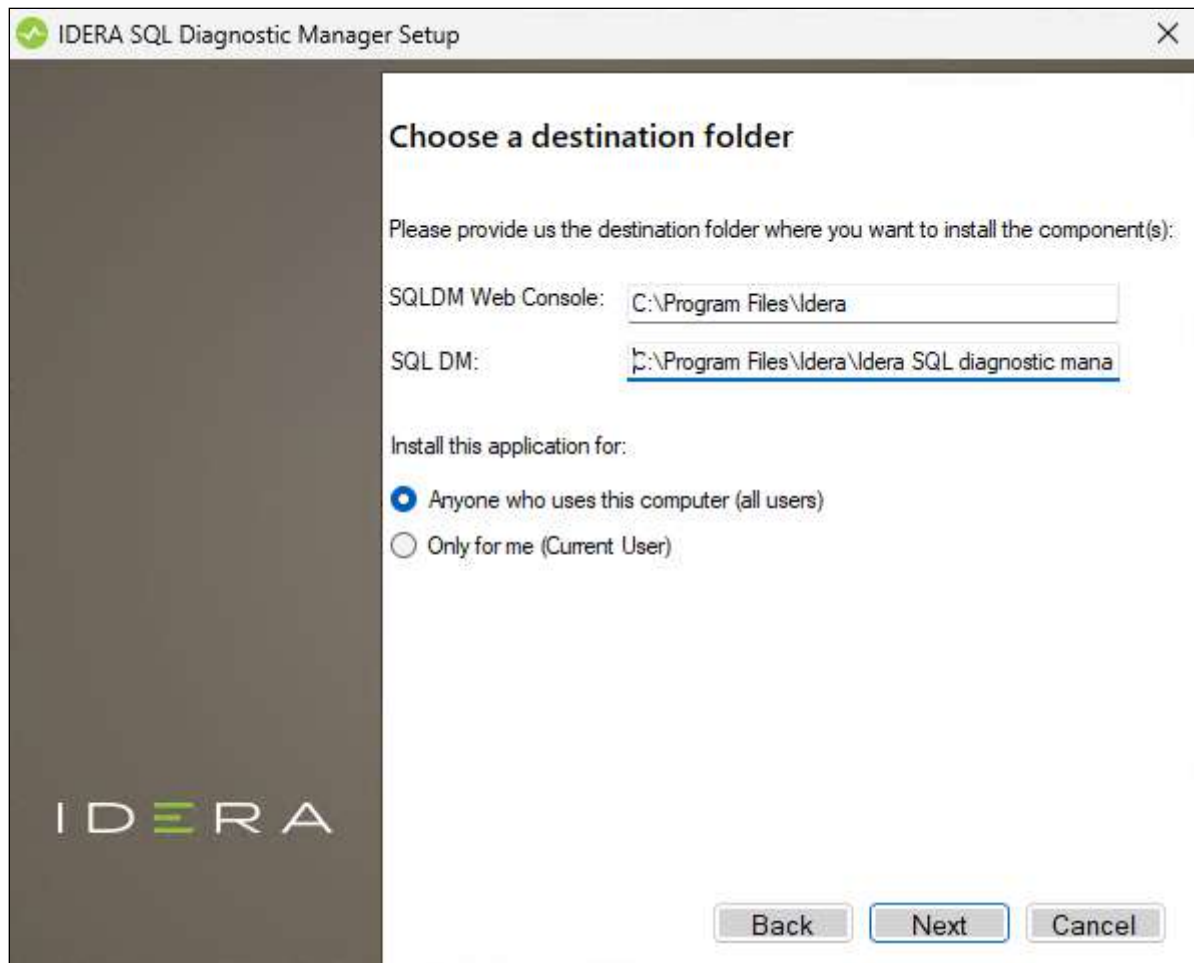 IDERA SQL Diagnostic Manager Setup
Choose a destination folder
Please provide us the destination folder where you want to install the component(s):
SQLDM Web Console: C:\Program Files\Idera
SQL DM: C:\Program Files\Idera\Idera SQL diagnostic mana
Install this application for:
Anyone who uses this computer (all users)
Only for me (Current User)
IDERA
Back Next Cancel